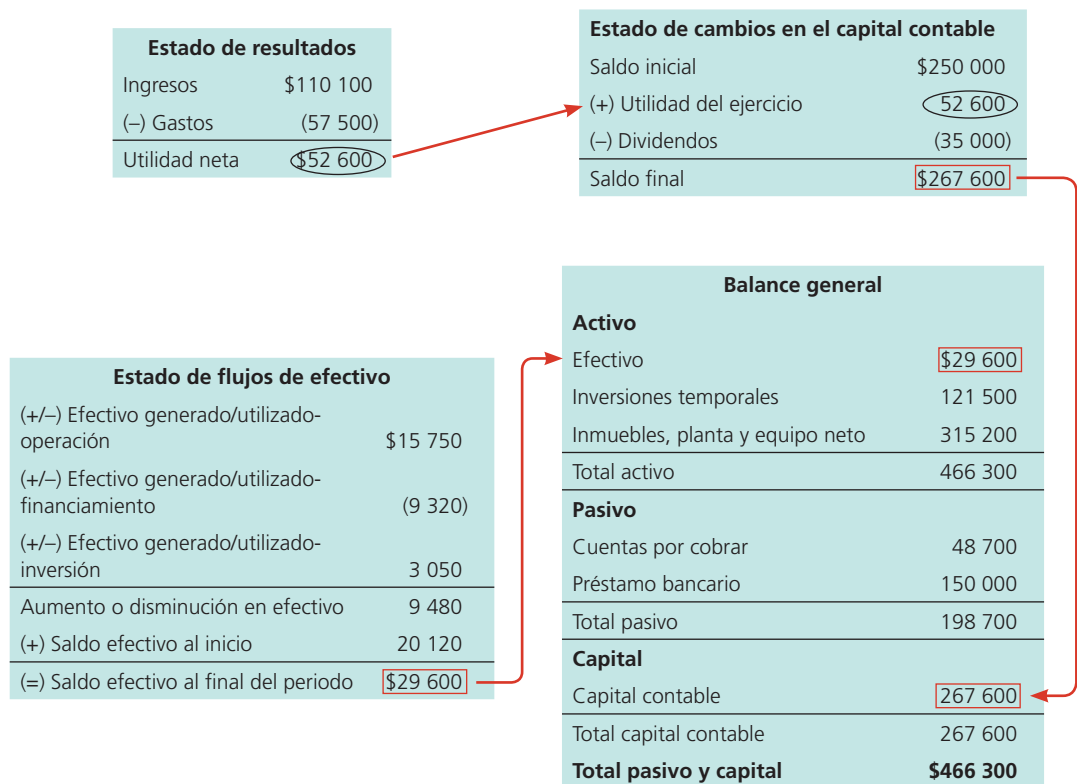 Estado de resultados
Ingresos $110 100
(–) Gastos (57 500)
Utilidad neta $52 600
Estado de cambios en el capital contable
Saldo inicial $250 000
(+) Utilidad del ejercicio 52 600
(–) Dividendos (35 000)
Saldo final $267 600
Estado de flujos de efectivo
(+/–) Efectivo generado/utilizado-
operación $15 750
(+/–) Efectivo generado/utilizado-
financiamiento (9 320)
(+/–) Efectivo generado/utilizado-
inversión 3 050
Aumento o disminución en efectivo 9 480
(+) Saldo efectivo al inicio 20 120
(=) Saldo efectivo al final del periodo $29 600
Balance general
Activo
Efectivo $29 600
Inversiones temporales 121 500
Inmuebles, planta y equipo neto 315 200
Total activo 466 300
Pasivo
Cuentas por cobrar 48 700
Préstamo bancario 150 000
Total pasivo 198 700
Capital
Capital contable 267 600
Total capital contable 267 600
Total pasivo y capital $466 300